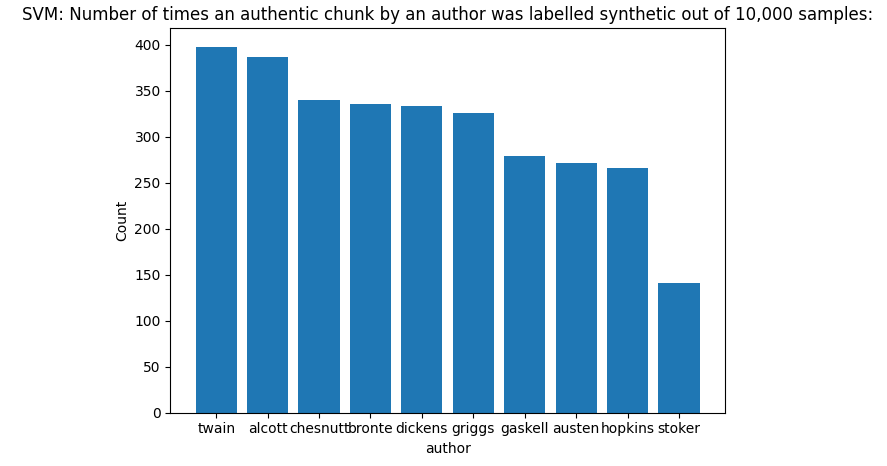 SVM: Number of times an authentic chunk by an author was labelled synthetic out of 10,000 samples:
400
350
300
250
200
150
100
50
0
Count
twain alcott chesnutt bronte dickens griggs gaskell austen hopkins stoker
author